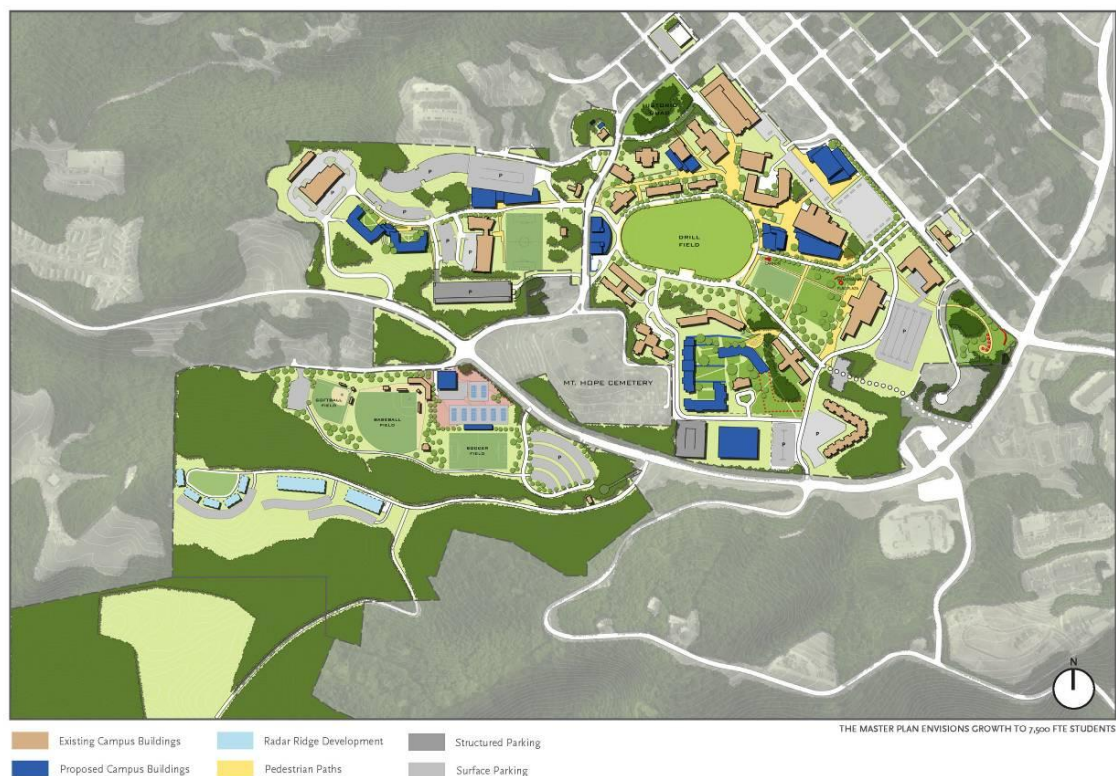 HISTORIC
P
P
P
P
P
P
P
DRILL
FIELD
P
MT. HOPE CEMETERY
SOFTBALL
FIELD
BASEBALL
FIELD
SOCCER
FIELD
P
P
P
N
THE MASTER PLAN ENVISIONS GROWTH TO 7,500 FTE STUDENTS
Existing Campus Buildings
Radar Ridge Development
Structured Parking
Proposed Campus Buildings
Pedestrian Paths
Surface Parking